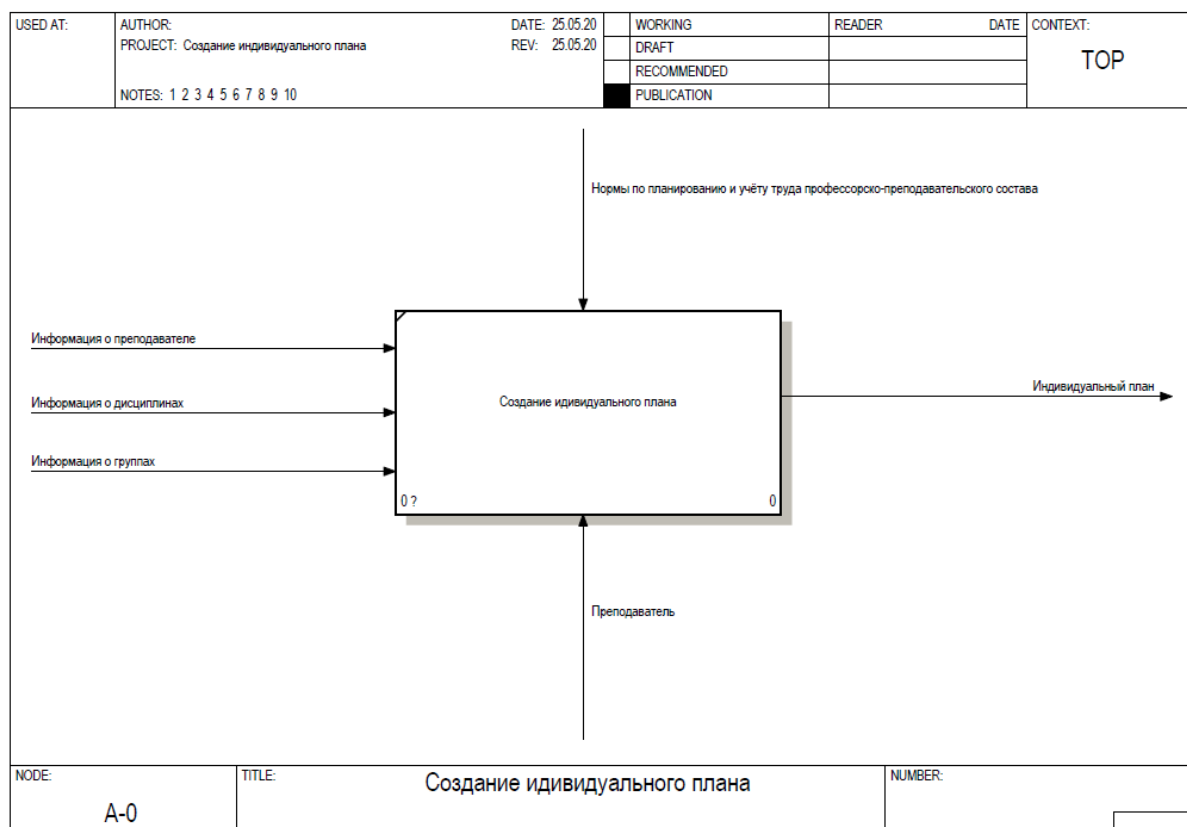 USED AT:
AUTHOR:
DATE: 25.05.20
PROJECT: Создание индивидуального плана
REV: 25.05.20
NOTES: 1 2 3 4 5 6 7 8 9 10
WORKING
DRAFT
RECOMMENDED
PUBLICATION
READER
DATE
CONTEXT:
TOP
Нормы по планированию и учёту труда профессорско-преподавательского состава
Информация о преподавателе
Информация о дисциплинах
Информация о группах
Создание идивидуального плана
0 ?
0
Индивидуальный план
Преподаватель
NODE:
A-0
TITLE:
Создание идивидуального плана
NUMBER: